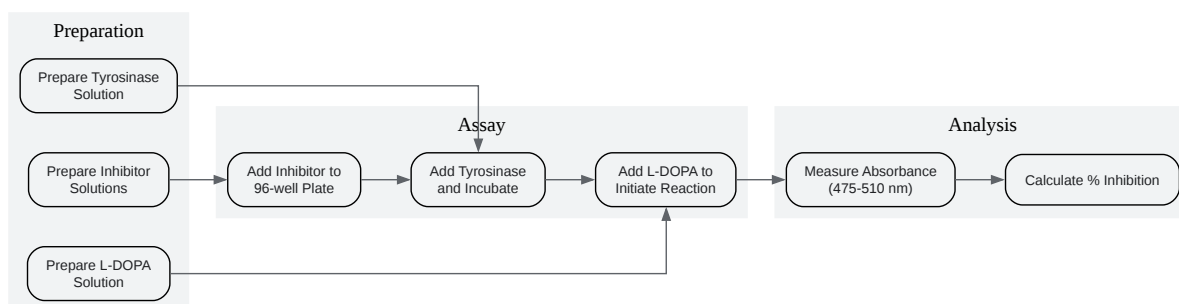 Preparation
Prepare Tyrosinase
Solution
Prepare Inhibitor
Solutions
Prepare L-DOPA
Solution
Assay
Add Inhibitor to
96-well Plate
Add Tyrosinase
and Incubate
Add L-DOPA to
Initiate Reaction
Analysis
Measure Absorbance
(475-510 nm)
Calculate % Inhibition